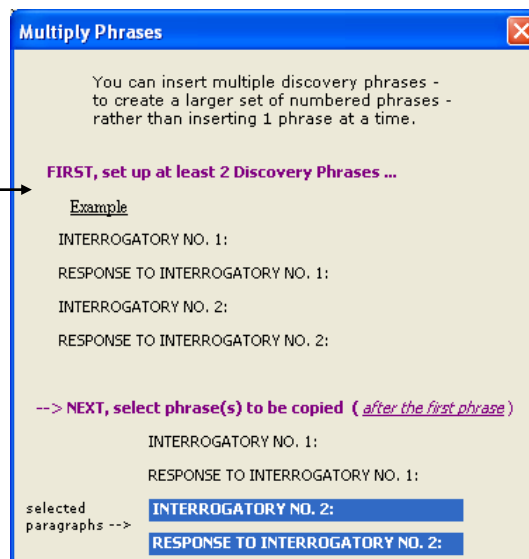 Multiply Phrases
You can insert multiple discovery phrases -
to create a larger set of numbered phrases -
rather than inserting 1 phrase at a time.
FIRST, set up at least 2 Discovery Phrases ...
Example
INTERROGATORY NO. 1:
RESPONSE TO INTERROGATORY NO. 1:
INTERROGATORY NO. 2:
RESPONSE TO INTERROGATORY NO. 2:
--> NEXT, select phrase(s) to be copied ( after the first phrase )
INTERROGATORY NO. 1:
RESPONSE TO INTERROGATORY NO. 1:
selected
paragraphs -->
INTERROGATORY NO. 2:
RESPONSE TO INTERROGATORY NO. 2: